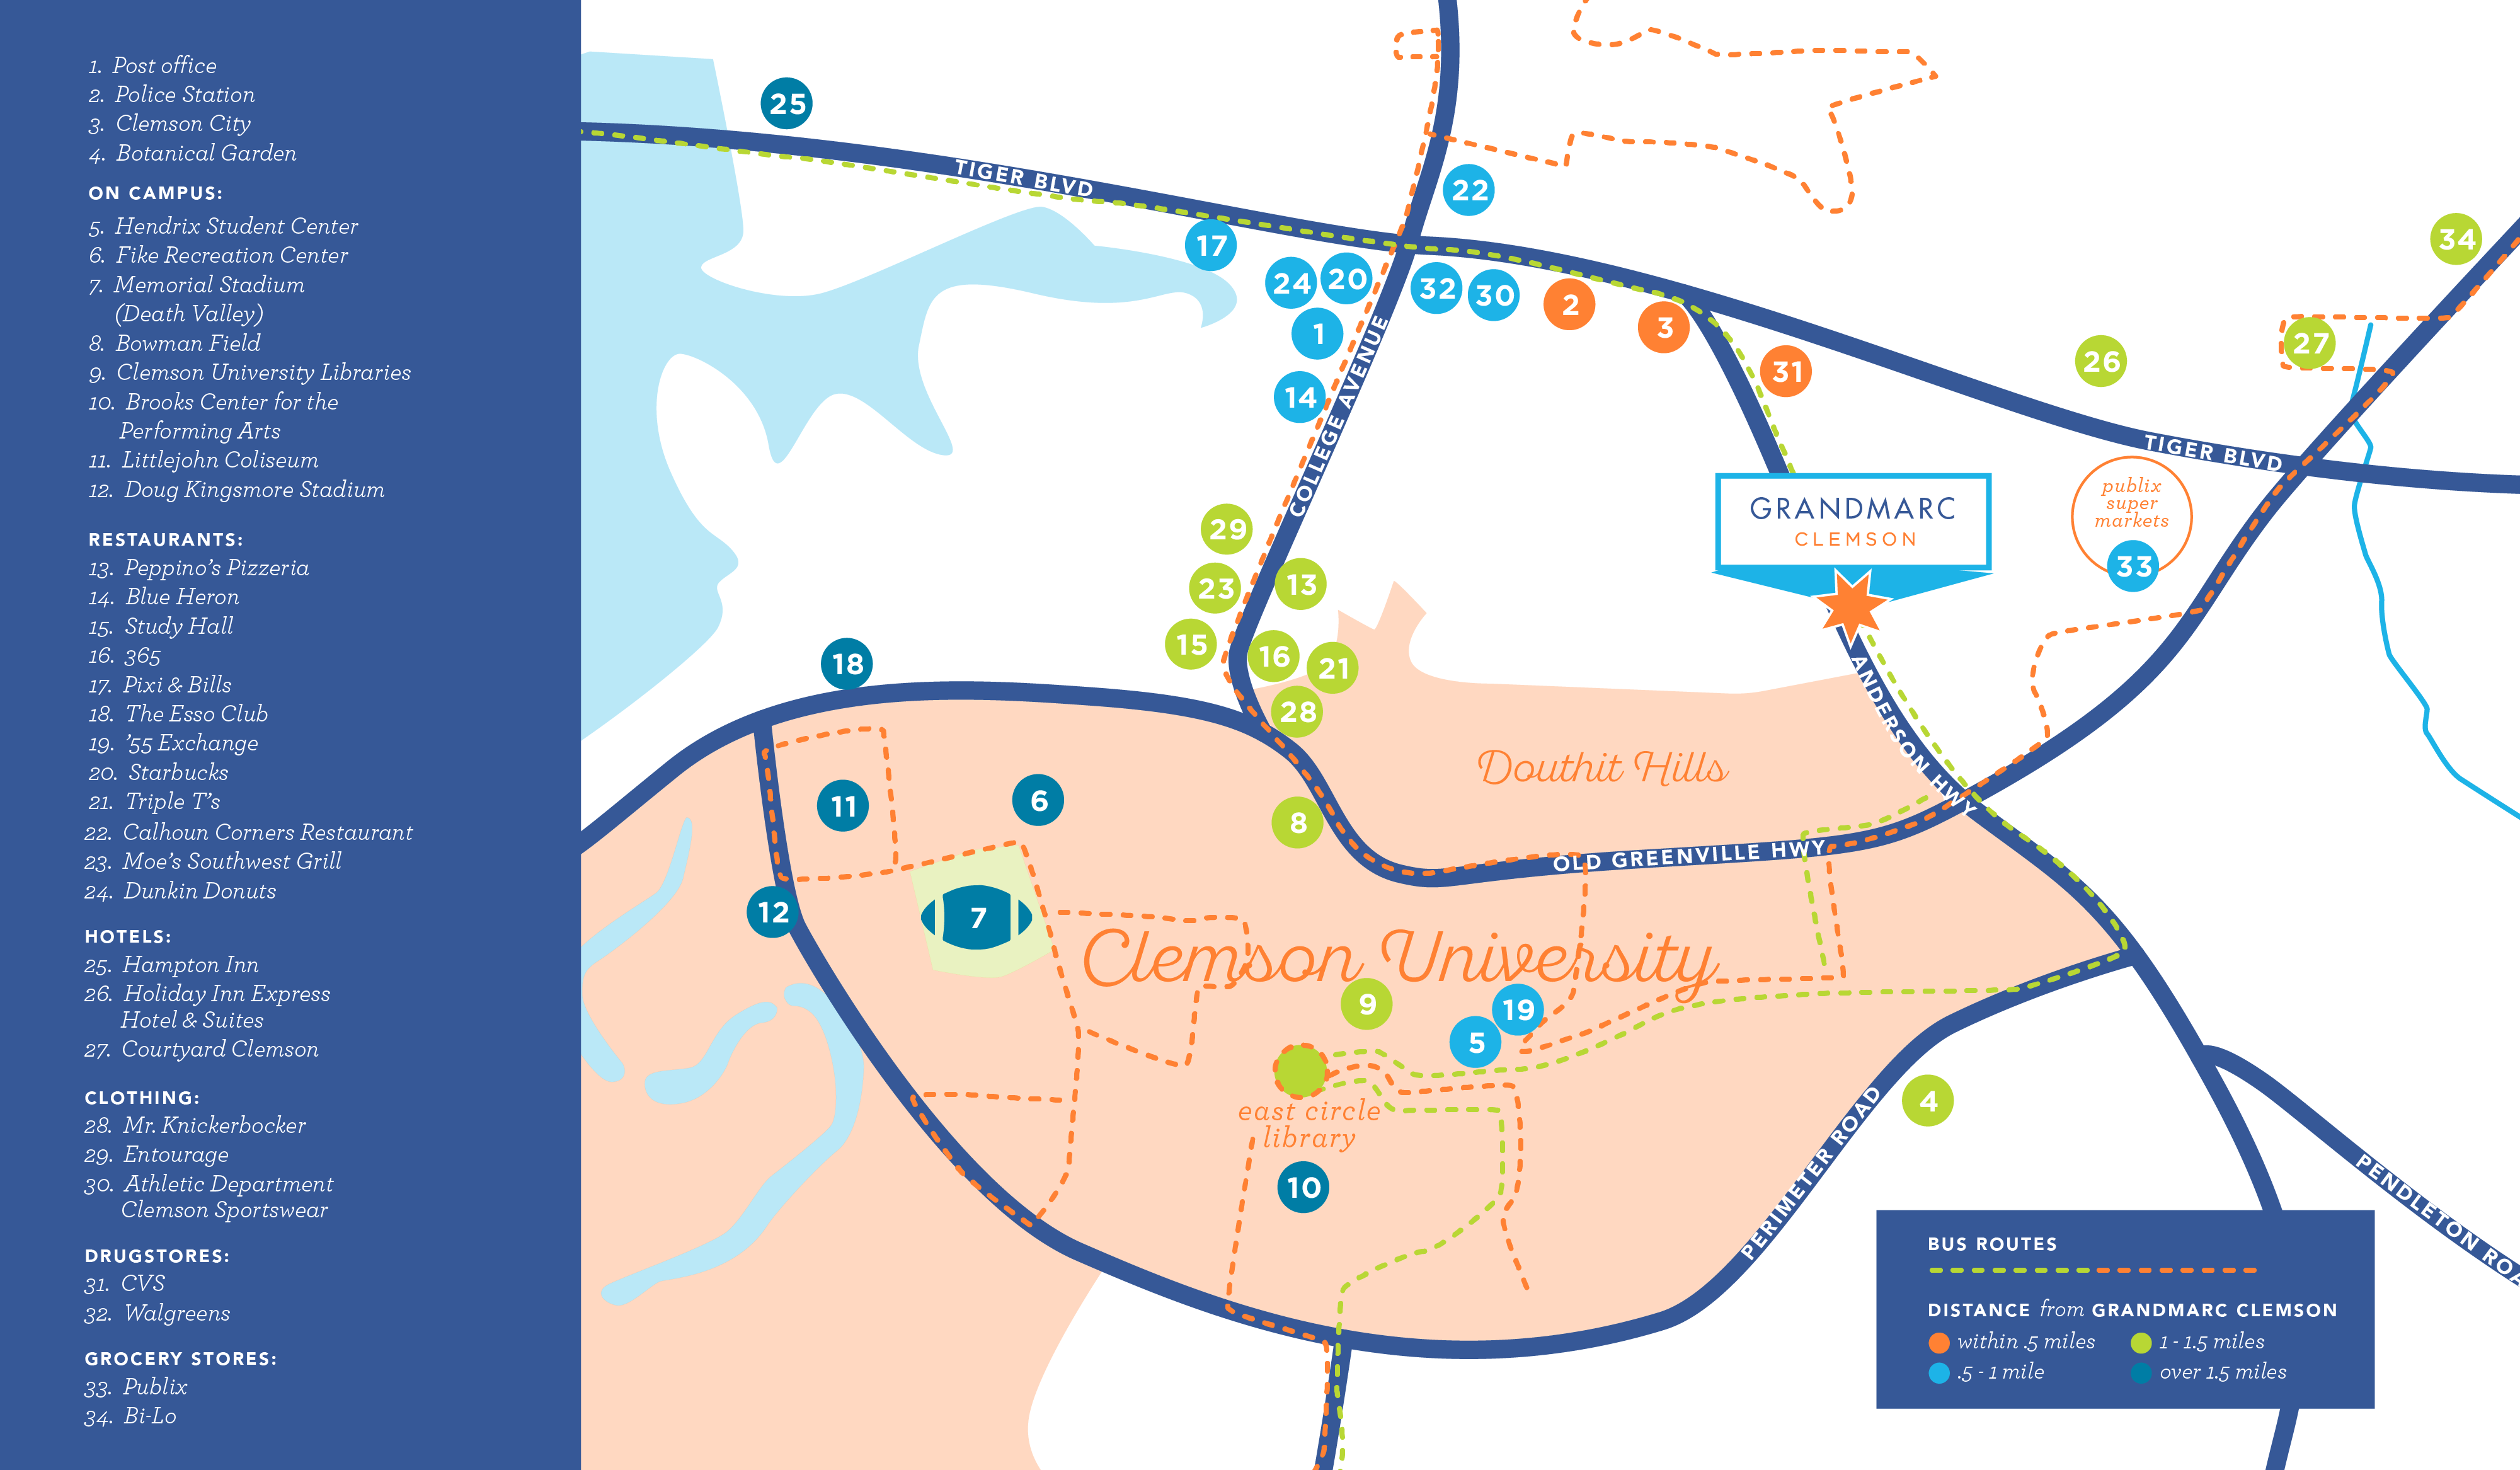 1. Post office
2. Police Station
3. Clemson City
4. Botanical Garden
ON CAMPUS:
5. Hendrix Student Center
6. Fike Recreation Center
7. Memorial Stadium
(Death Valley)
8. Bowman Field
9. Clemson University Libraries
10. Brooks Center for the
Performing Arts
11. Littlejohn Coliseum
12. Doug Kingsmore Stadium
RESTAURANTS:
13. Peppino’s Pizzeria
14. Blue Heron
15. Study Hall
16. 365
17. Pixi & Bills
18. The Esso Club
19. ’55 Exchange
20. Starbucks
21. Triple T’s
22. Calhoun Corners Restaurant
23. Moe’s Southwest Grill
24. Dunkin Donuts
HOTELS:
25. Hampton Inn
26. Holiday Inn Express
Hotel & Suites
27. Courtyard Clemson
CLOTHING:
28. Mr. Knickerbocker
29. Entourage
30. Athletic Department
Clemson Sportswear
DRUGSTORES:
31. CVS
32. Walgreens
GROCERY STORES:
33. Publix
34. Bi-Lo
25
TIGER BLVD
22
17
34
24
20
32
30
2
3
1
27
26
31
14
COLLEGE AVENUE
TIGER BLVD
publix
super
markets
33
GRANDMARC
CLEMSON
29
23
13
15
16
21
18
28
ANDERSON HWY
Douthit Hills
11
6
8
OLD GREENVILLE HWY
12
7
Clemson University
9
19
5
east circle
library
4
10
PERIMETER ROAD
PENDLETON ROA
BUS ROUTES
DISTANCE from GRANDMARC CLEMSON
within .5 miles
1 - 1.5 miles
.5 - 1 mile
over 1.5 miles